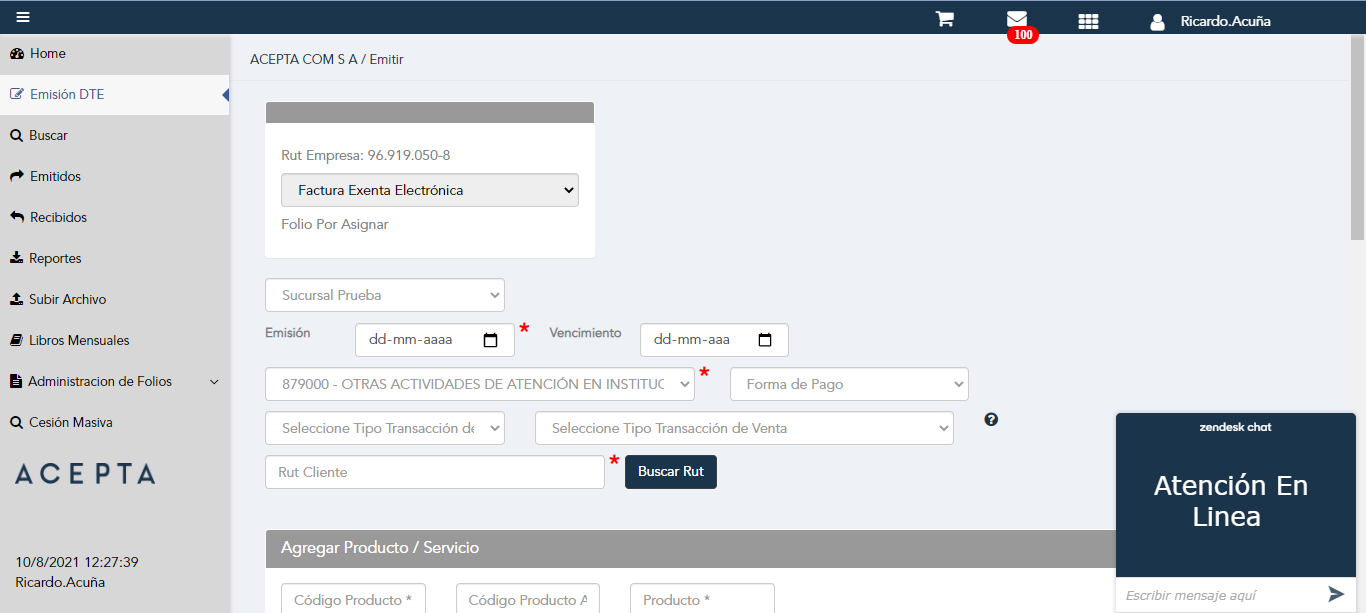 100
Ricardo.Acuña
Home
Emisión DTE
Buscar
Emitidos
Recibidos
Reportes
Subir Archivo
Libros Mensuales
Administracion de Folios
Cesión Masiva
ACEPTA
10/8/2021 12:27:39
Ricardo.Acuña
ACEPTA COM S A / Emitir
Rut Empresa: 96.919.050-8
Factura Exenta Electrónica
Folio Por Asignar
Sucursal Prueba
Emisión dd-mm-aaaa * Vencimiento dd-mm-aaa
879000 - OTRAS ACTIVIDADES DE ATENCIÓN EN INSTITUC * Forma de Pago
Seleccione Tipo Transacción de Seleccione Tipo Transacción de Venta ?
Rut Cliente * Buscar Rut
Agregar Producto / Servicio
Código Producto * Código Producto A Producto *
zendesk chat
Atención En
Linea
Escribir mensaje aquí